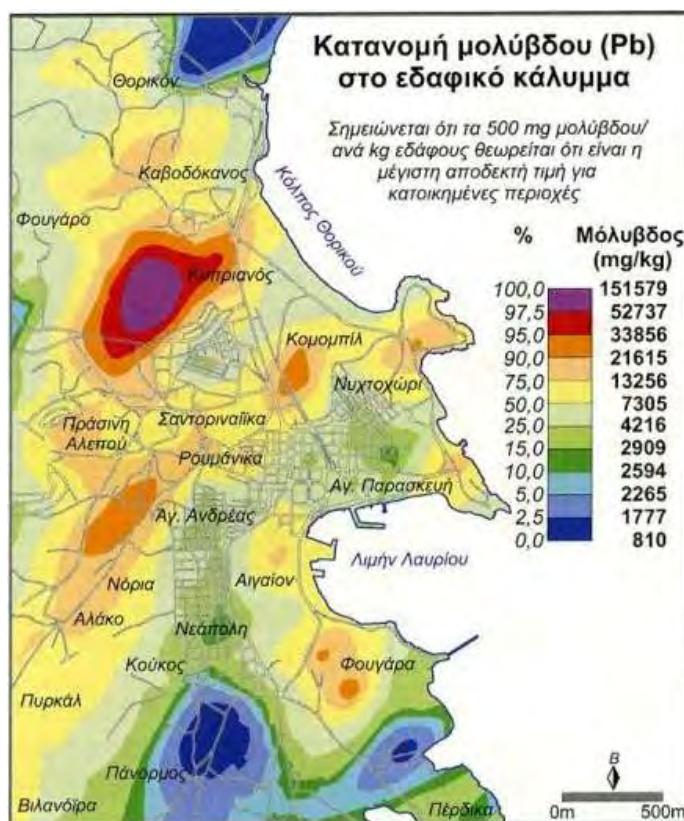 Κατανομή μολύβδου (Pb)
στο εδαφικό κάλυμμα
Σημειώνεται ότι τα 500 mg μολύβδου/
ανά kg εδάφους θεωρείται ότι είναι η
μέγιστη αποδεκτή τιμή για
κατοικημένες περιοχές
% Μόλυβδος
(mg/kg)
100,0 151579
97,5 52737
95,0 33856
90,0 21615
75,0 13256
50,0 7305
25,0 4216
15,0 2909
10,0 2594
5,0 2265
2,5 1777
0,0 810
Θορικόν
Καβοδόκανος
Κόλπος Θορικού
Φουγάρο
Κυπριανός
Κομομπίλ
Νυχτοχώρι
Πράσινη
Αλεπού
Σαντοριναίϊκα
Ρουμάνικα
Αγ. Παρασκευή
Άγ. Ανδρέας
Λιμήν Λαυρίου
Νόρια
Αιγαίον
Αλάκο
Νεάπολη
Κούκος
Φουγάρα
Πυρκάλ
Πάνορμος
Βιλανόϊρα
Πέρδικα
Β
0m 500m